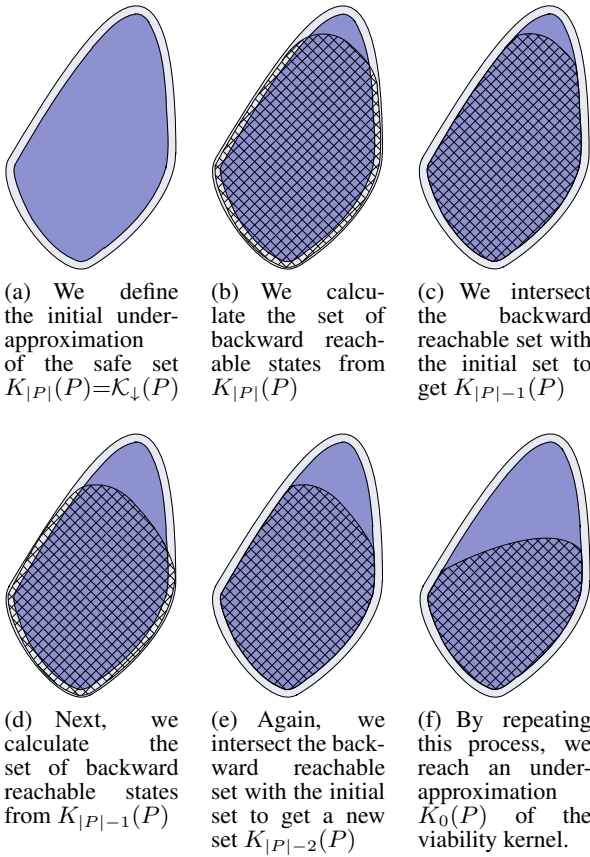 (a) We define
the initial under-
approximation
of the safe set
K_{|P|}(P)=𝒦_↓(P)
(b) We calcu-
late the set of
backward reach-
able states from
K_{|P|}(P)
(c) We intersect
the backward
reachable set with
the initial set to
get K_{|P|−1}(P)
(d) Next, we
calculate the
set of backward
reachable states
from K_{|P|−1}(P)
(e) Again, we
intersect the back-
ward reachable
set with the initial
set to get a new
set K_{|P|−2}(P)
(f) By repeating
this process, we
reach an under-
approximation
K_0(P) of the
viability kernel.